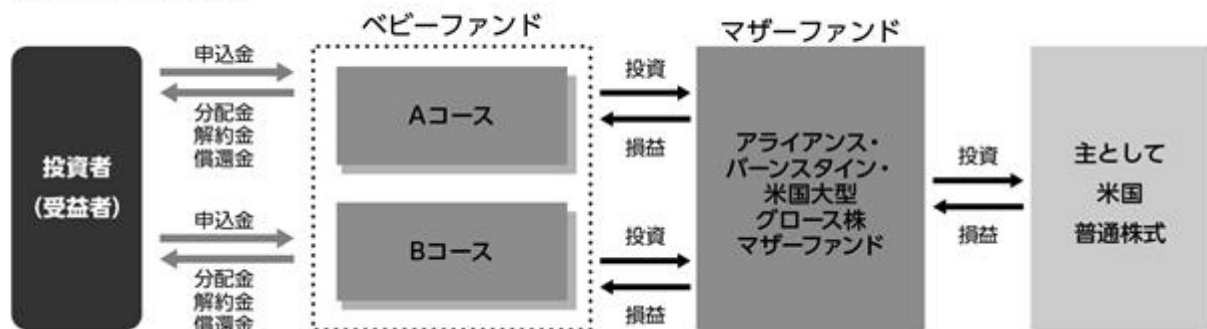 ベビーファンド
マザーファンド
投資者
(受益者)
申込金
分配金
解約金
償還金
申込金
分配金
解約金
償還金
Aコース
Bコース
投資
損益
投資
損益
アライアンス・
バーンスタイン・
米国大型
グロース株
マザーファンド
投資
損益
主として
米国
普通株式